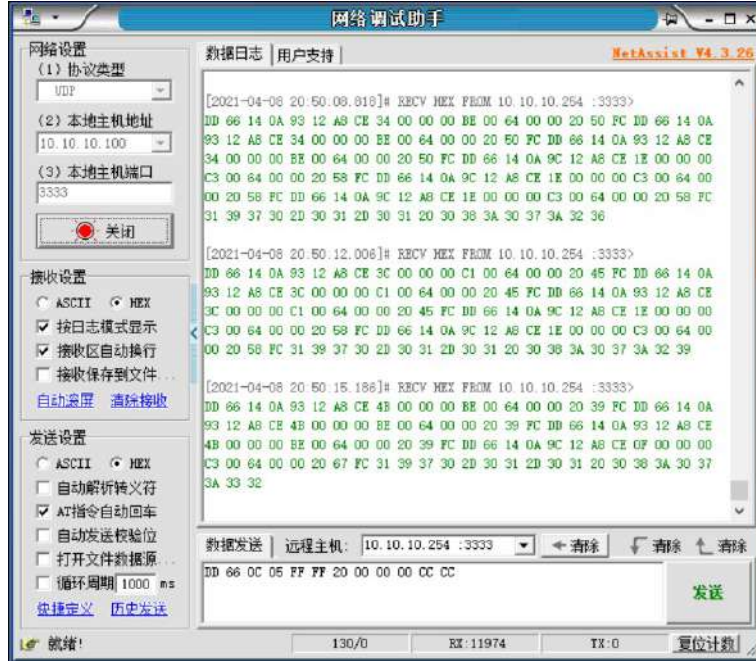 网络调试助手
网络设置
(1) 协议类型
UDP
(2) 本地主机地址
10. 10. 10. 100
(3) 本地主机端口
3333
关闭
接收设置
ASCII HEX
按日志模式显示
接收区自动换行
接收保存到文件...
自动滚屏 清除接收
发送设置
ASCII HEX
自动解析转义符
AT指令自动回车
自动发送校验位
打开文件数据源...
循环周期 1000 ms
快捷定义 历史发送
数据日志 用户支持 NetAssist V4.3.26
[2021-04-08 20:50:08.818]# RECV HEX FROM 10.10.10.254 :3333>
DD 66 14 0A 93 12 A8 CE 34 00 00 00 BE 00 64 00 00 20 50 FC DD 66 14 0A
93 12 A8 CE 34 00 00 00 BE 00 64 00 00 20 50 FC DD 66 14 0A 93 12 A8 CE
34 00 00 00 BE 00 64 00 00 20 50 FC DD 66 14 0A 9C 12 A8 CE 1E 00 00 00
C3 00 64 00 00 20 58 FC DD 66 14 0A 9C 12 A8 CE 1E 00 00 00 C3 00 64 00
00 20 58 FC DD 66 14 0A 9C 12 A8 CE 1E 00 00 00 C3 00 64 00 00 20 58 FC
31 39 37 30 2D 30 31 2D 30 31 20 30 38 3A 30 37 3A 32 36
[2021-04-08 20:50:12.006]# RECV HEX FROM 10.10.10.254 :3333>
DD 66 14 0A 93 12 A8 CE 3C 00 00 00 C1 00 64 00 00 20 45 FC DD 66 14 0A
93 12 A8 CE 3C 00 00 00 C1 00 64 00 00 20 45 FC DD 66 14 0A 93 12 A8 CE
3C 00 00 00 C1 00 64 00 00 20 45 FC DD 66 14 0A 9C 12 A8 CE 1E 00 00 00
C3 00 64 00 00 20 58 FC DD 66 14 0A 9C 12 A8 CE 1E 00 00 00 C3 00 64 00
00 20 58 FC 31 39 37 30 2D 30 31 2D 30 31 20 30 38 3A 30 37 3A 32 39
[2021-04-08 20:50:15.186]# RECV HEX FROM 10.10.10.254 :3333>
DD 66 14 0A 93 12 A8 CE 4B 00 00 00 BE 00 64 00 00 20 39 FC DD 66 14 0A
93 12 A8 CE 4B 00 00 00 BE 00 64 00 00 20 39 FC DD 66 14 0A 93 12 A8 CE
4B 00 00 00 BE 00 64 00 00 20 39 FC DD 66 14 0A 9C 12 A8 CE 0F 00 00 00
C3 00 64 00 00 20 67 FC 31 39 37 30 2D 30 31 2D 30 31 20 30 38 3A 30 37
3A 33 32
数据发送 远程主机: 10.10.10.254 :3333 清除 清除 清除
DD 66 0C 05 FF FF 20 00 00 00 CC CC
发送
就绪! 130/0 RX:11974 TX:0 复位计数